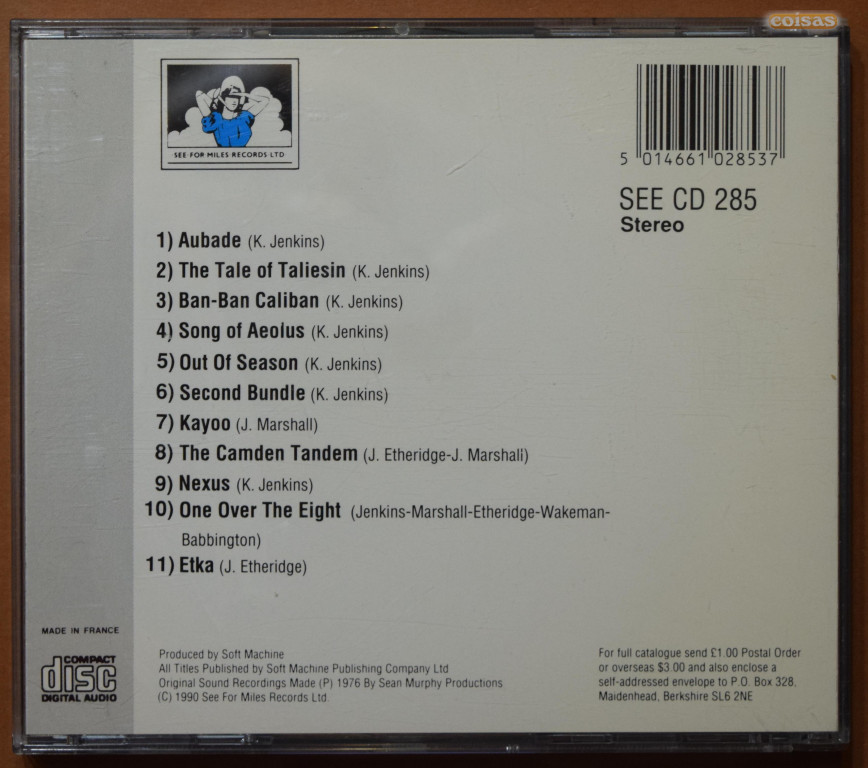 coisas
SEE FOR MILES RECORDS LTD
5 014661 028537
SEE CD 285
Stereo
1) Aubade (K. Jenkins)
2) The Tale of Taliesin (K. Jenkins)
3) Ban-Ban Caliban (K. Jenkins)
4) Song of Aeolus (K. Jenkins)
5) Out Of Season (K. Jenkins)
6) Second Bundle (K. Jenkins)
7) Kayoo (J. Marshall)
8) The Camden Tandem (J. Etheridge-J. Marshall)
9) Nexus (K. Jenkins)
10) One Over The Eight (Jenkins-Marshall-Etheridge-Wakeman-
Babbington)
11) Etka (J. Etheridge)
MADE IN FRANCE
COMPACT
disc
DIGITAL AUDIO
Produced by Soft Machine
All Titles Published by Soft Machine Publishing Company Ltd
Original Sound Recordings Made (P) 1976 By Sean Murphy Productions
(C) 1990 See For Miles Records Ltd.
For full catalogue send £1.00 Postal Order
or overseas $3.00 and also enclose a
self-addressed envelope to P.O. Box 328,
Maidenhead, Berkshire SL6 2NE